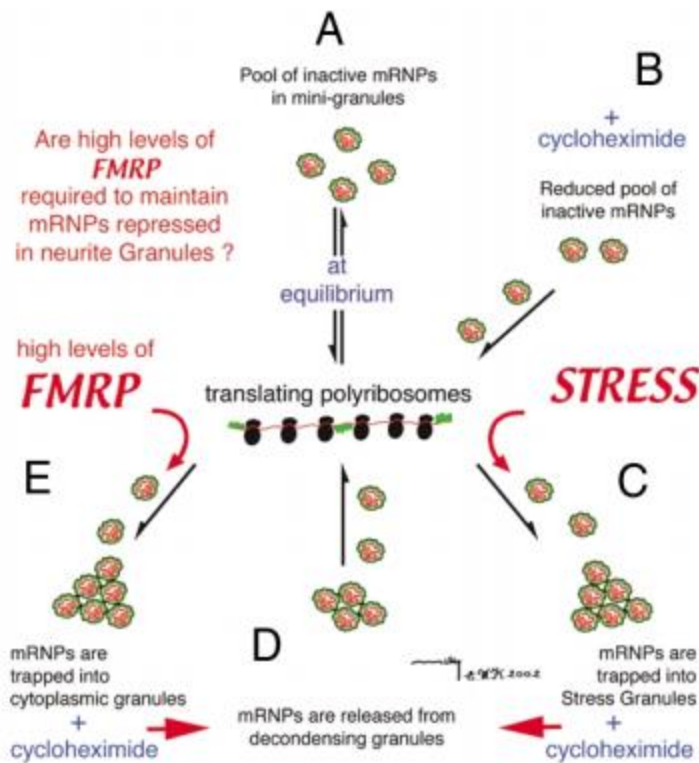 A
Pool of inactive mRNPs
in mini-granules
B
+
cycloheximide
Reduced pool of
inactive mRNPs
Are high levels of
FMRP
required to maintain
mRNPs repressed
in neurite Granules ?
at
equilibrium
high levels of
FMRP
translating polyribosomes
STRESS
E
C
mRNPs are
trapped into
cytoplasmic granules
+
cycloheximide
D
mRNPs are released from
decondensing granules
2002
mRNPs are
trapped into
Stress Granules
+
cycloheximide